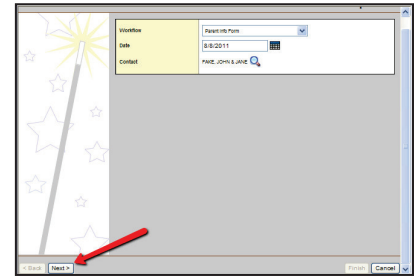 Workflow Parent Info Form
Date 8/8/2011
Contact FAKE, JOHN & JANE
< Back Next > Finish Cancel